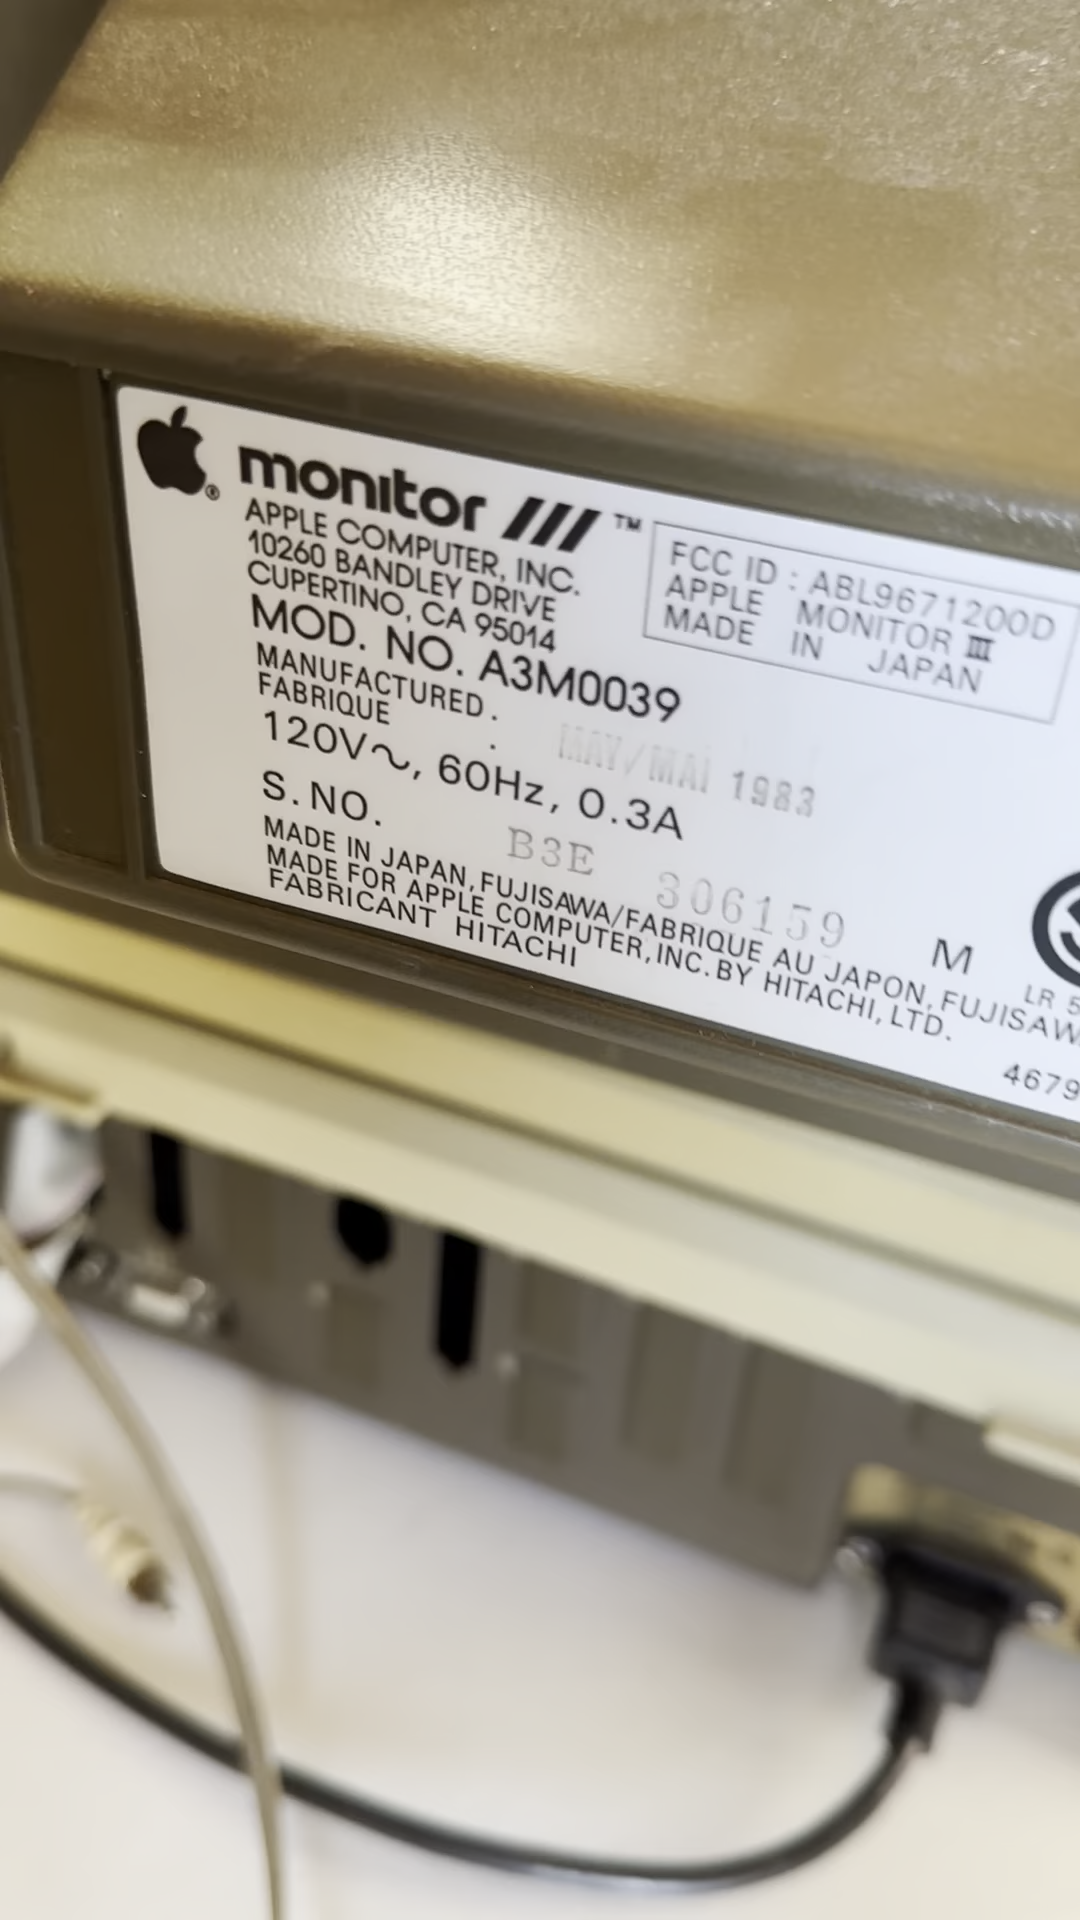 monitor ///™
APPLE COMPUTER, INC.
10260 BANDLEY DRIVE
CUPERTINO, CA 95014
MOD. NO. A3M0039
MANUFACTURED.
FABRIQUE . MAY/MAI 1983
120V~, 60Hz, 0.3A
S. NO. B3E 306159
MADE IN JAPAN, FUJISAWA/FABRIQUE AU JAPON, FUJISAW
MADE FOR APPLE COMPUTER, INC. BY HITACHI, LTD.
FABRICANT HITACHI
FCC ID : ABL9671200D
APPLE MONITOR III
MADE IN JAPAN
M
LR 5
4679